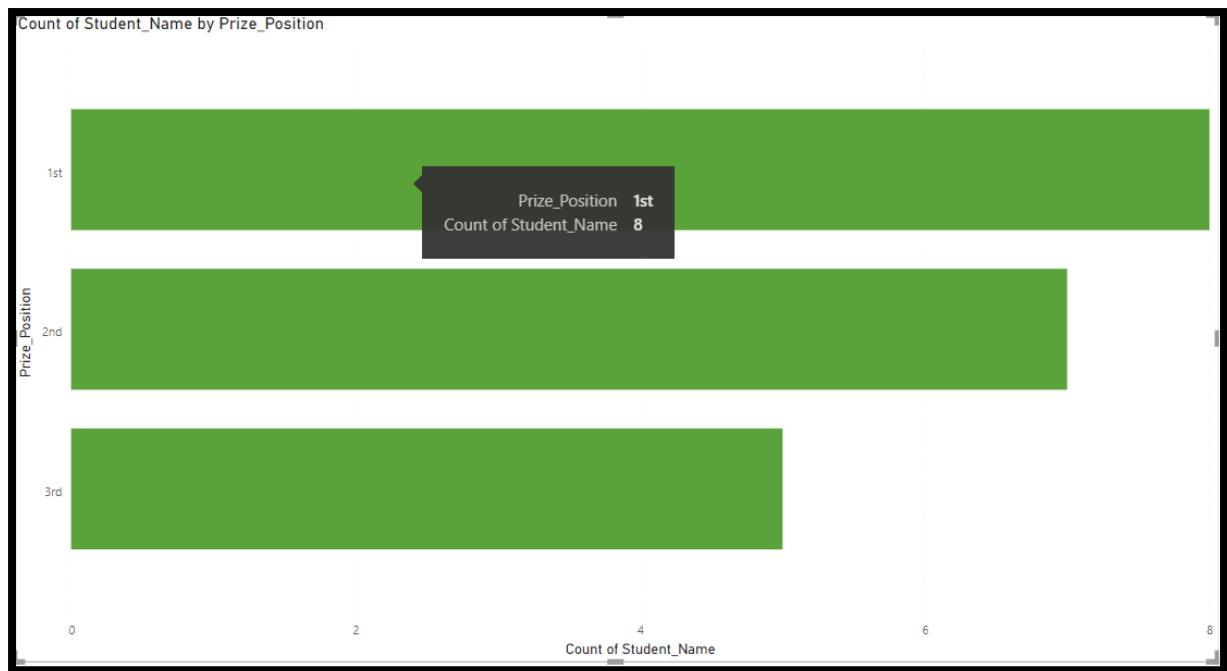 Count of Student_Name by Prize_Position
1st
Prize_Position 1st
Count of Student_Name 8
2nd
Prize_Position
3rd
0 2 4 6 8
Count of Student_Name